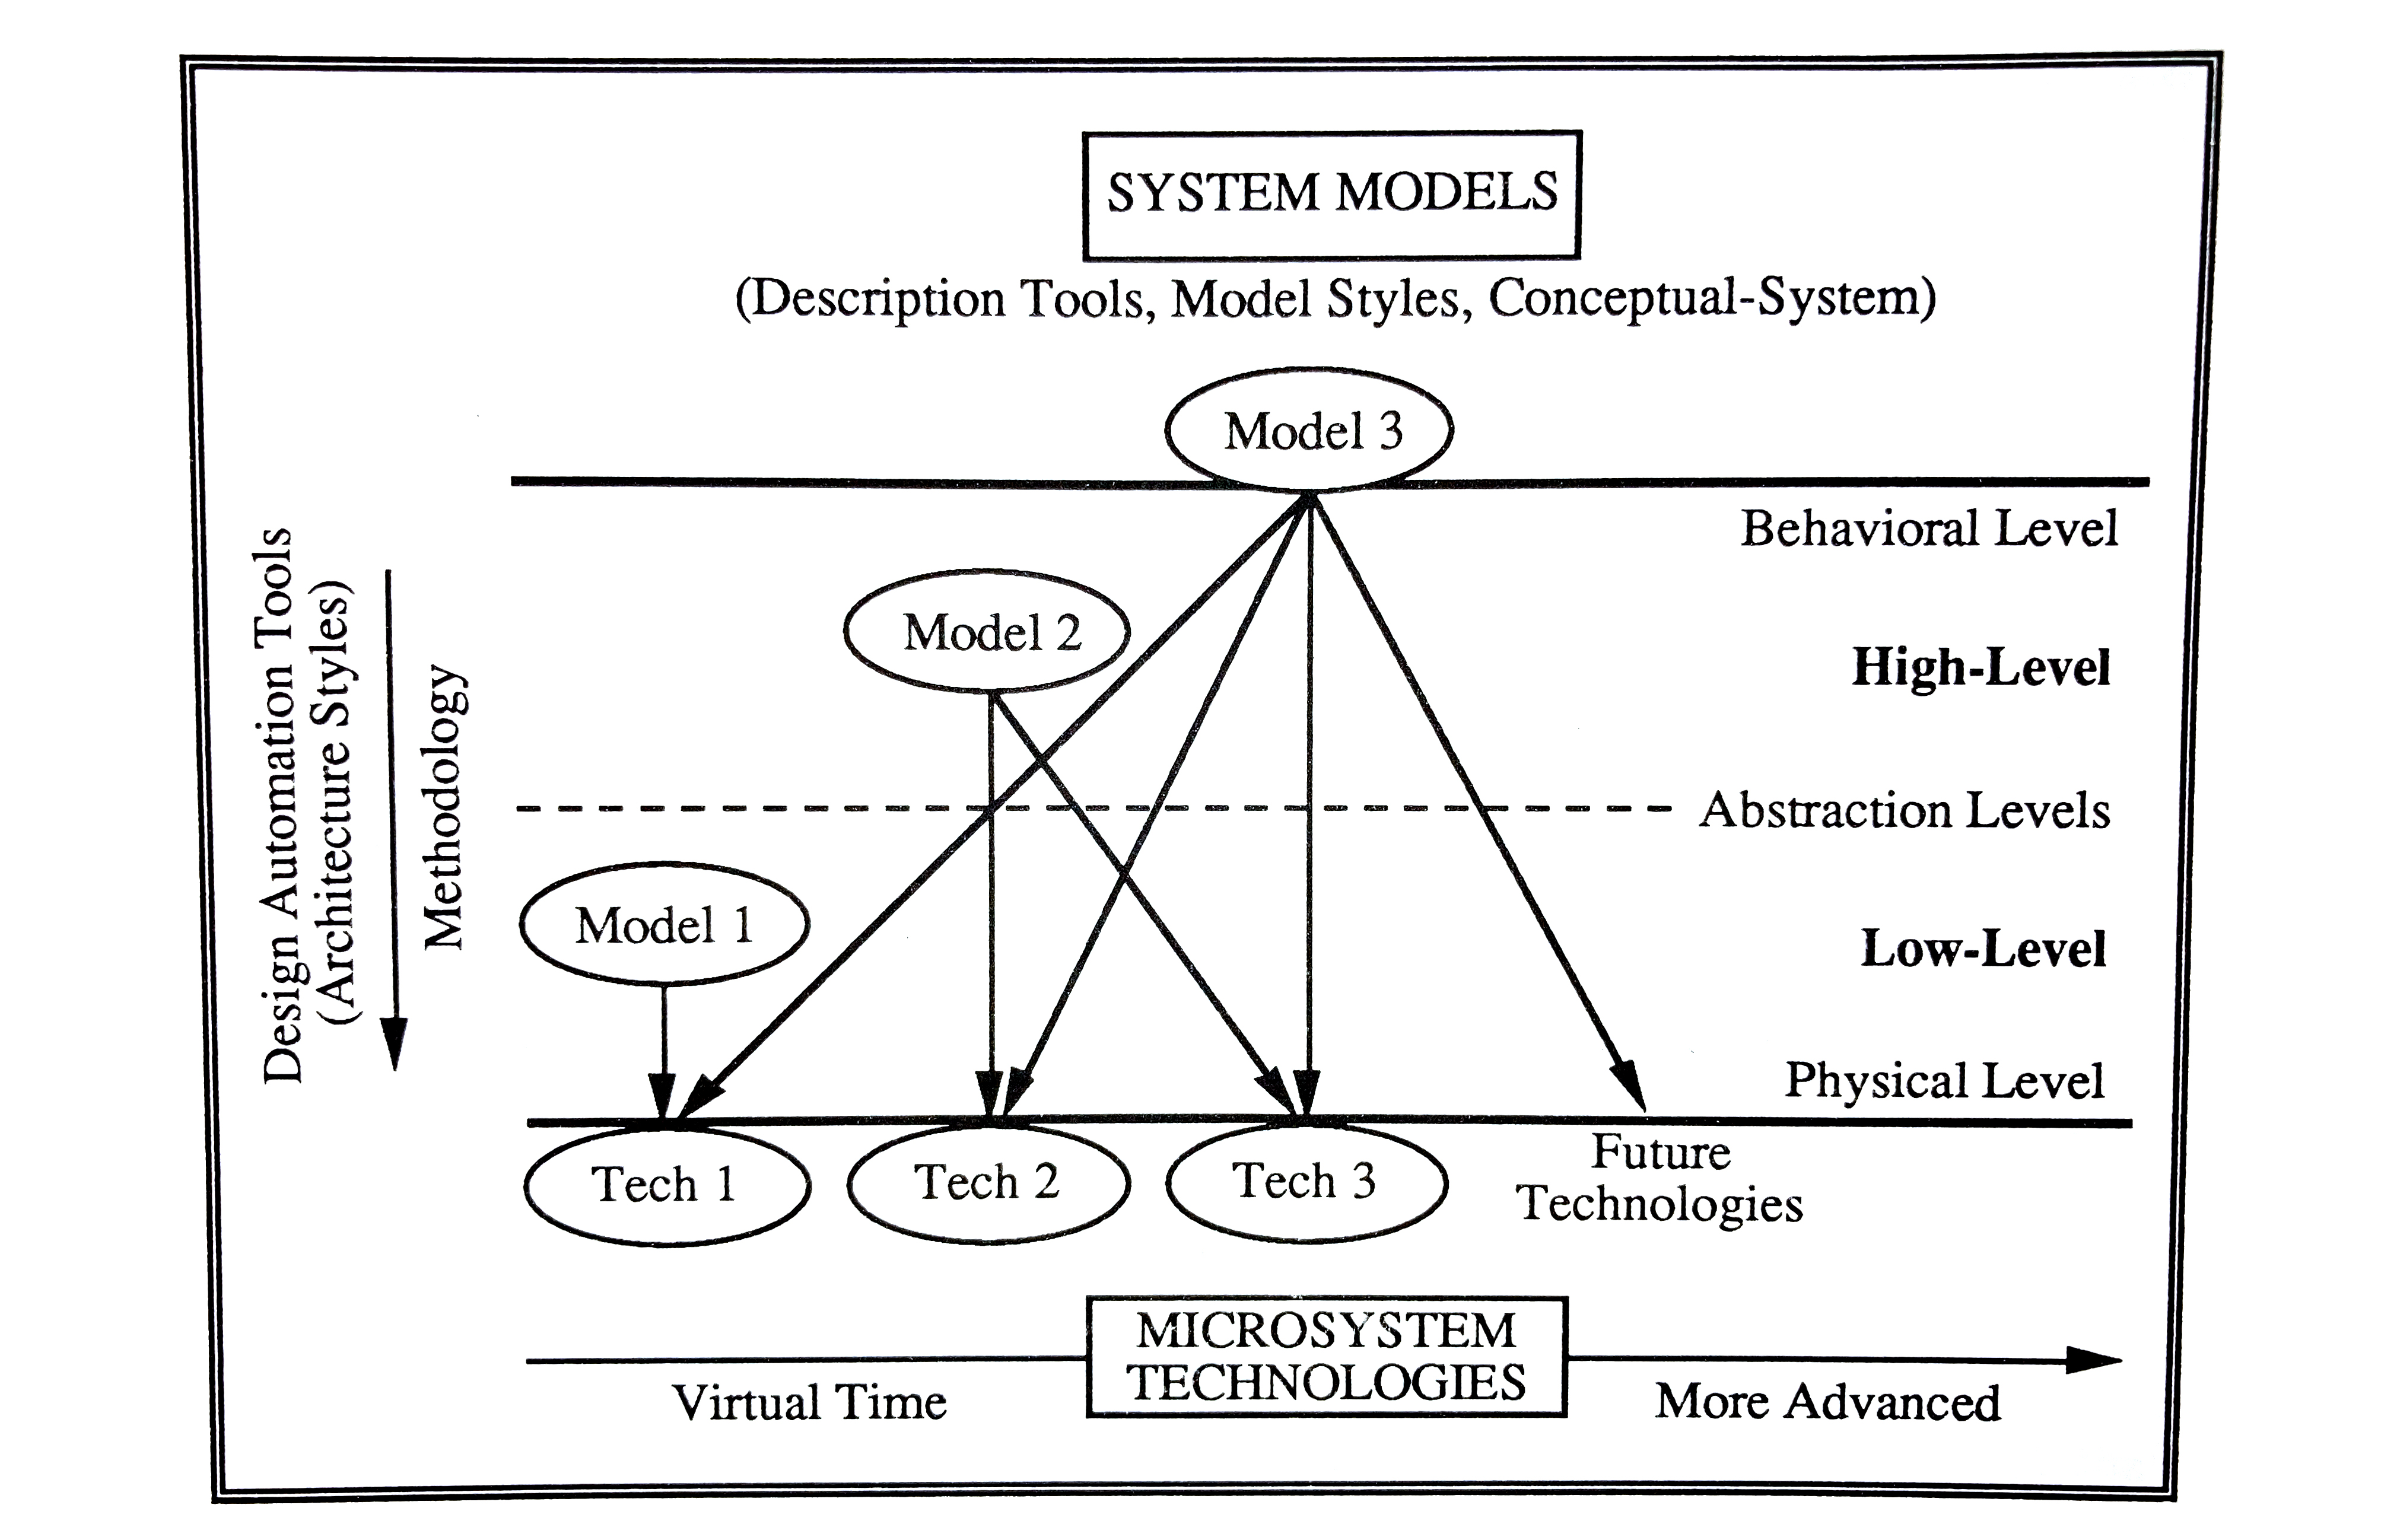 SYSTEM MODELS
(Description Tools, Model Styles, Conceptual-System)
Model 3
Behavioral Level
Model 2
High-Level
Design Automation Tools
(Architecture Styles)
Methodology
Abstraction Levels
Model 1
Low-Level
Physical Level
Tech 1
Tech 2
Tech 3
Future
Technologies
MICROSYSTEM
TECHNOLOGIES
Virtual Time
More Advanced